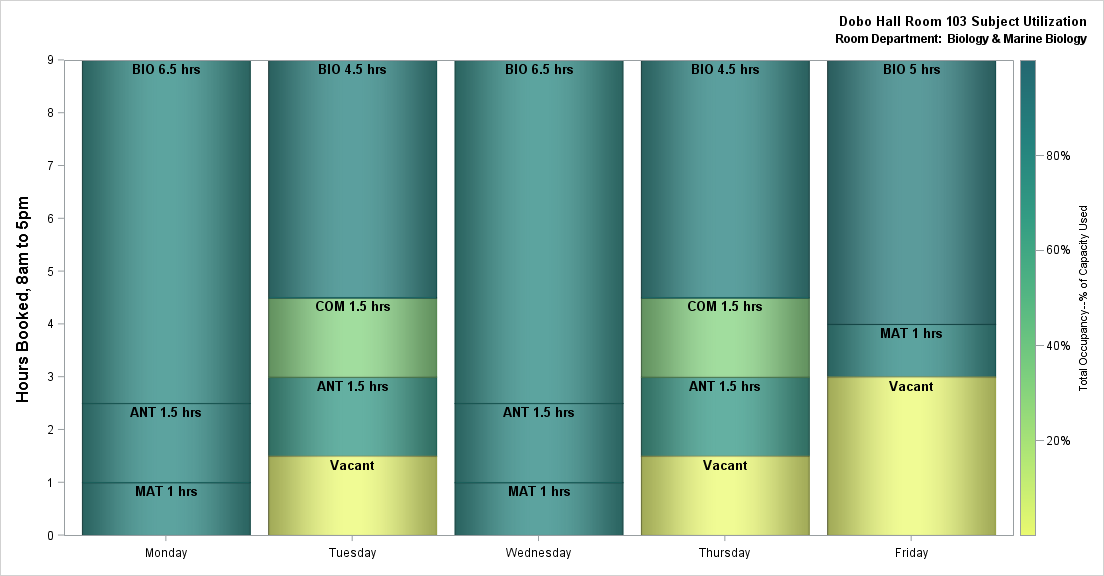 Dobo Hall Room 103 Subject Utilization
Room Department: Biology & Marine Biology
Hours Booked, 8am to 5pm
9
8
7
6
5
4
3
2
1
0
BIO 6.5 hrs
ANT 1.5 hrs
MAT 1 hrs
BIO 4.5 hrs
COM 1.5 hrs
ANT 1.5 hrs
Vacant
BIO 6.5 hrs
ANT 1.5 hrs
MAT 1 hrs
BIO 4.5 hrs
COM 1.5 hrs
ANT 1.5 hrs
Vacant
BIO 5 hrs
MAT 1 hrs
Vacant
Monday
Tuesday
Wednesday
Thursday
Friday
80%
60%
40%
20%
Total Occupancy--% of Capacity Used